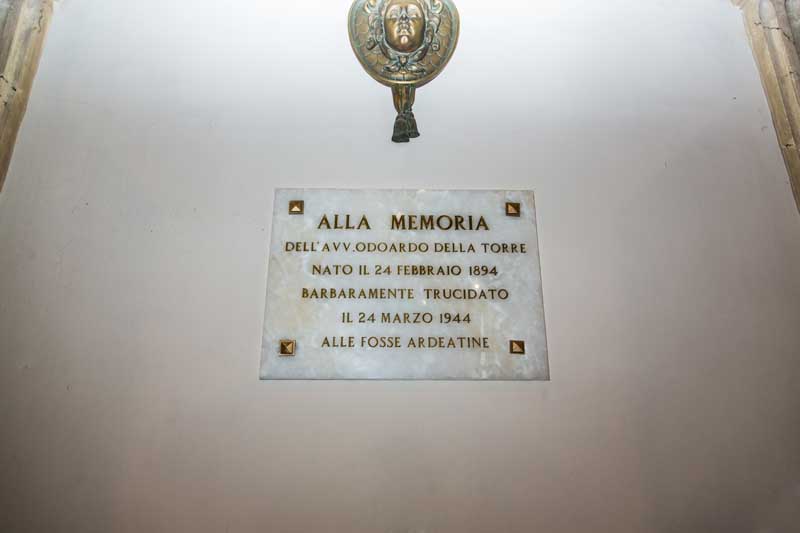 ALLA MEMORIA
DELL'AVV. ODOARDO DELLA TORRE
NATO IL 24 FEBBRAIO 1894
BARBARAMENTE TRUCIDATO
IL 24 MARZO 1944
ALLE FOSSE ARDEATINE